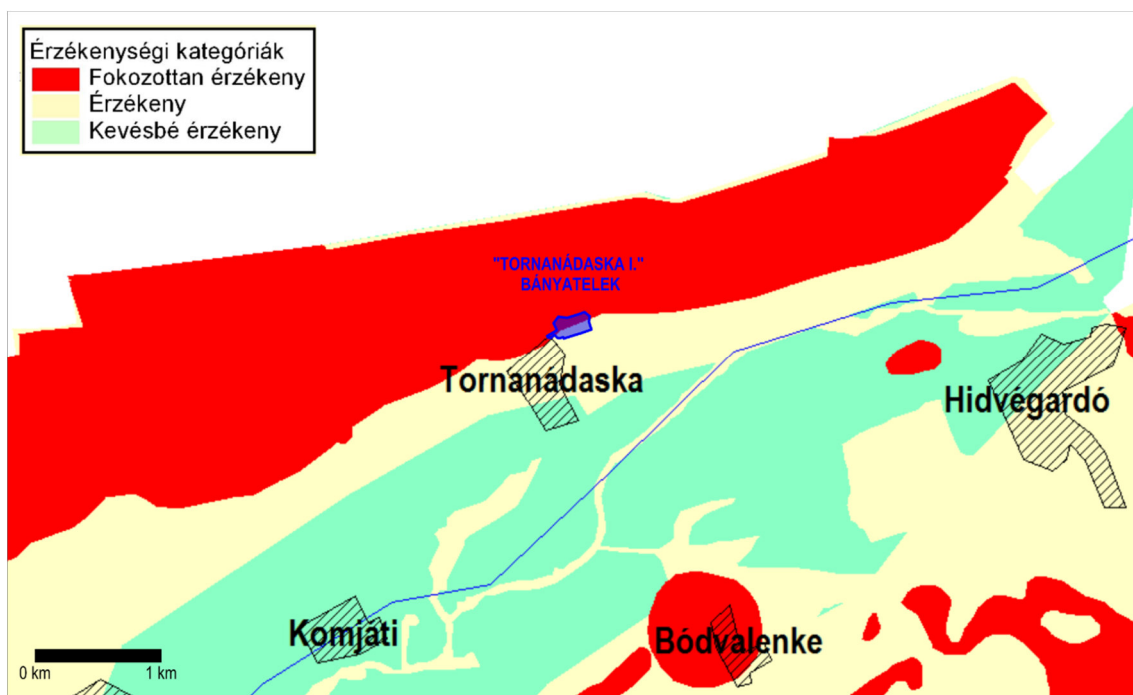 Érzékenységi kategóriák
Fokozottan érzékeny
Érzékeny
Kevésbé érzékeny
"TORNANÁDASKA I."
BÁNYATELEK
Tornanádaska
Hidvégardó
Komjáti
Bódvalenke
0 km
1 km